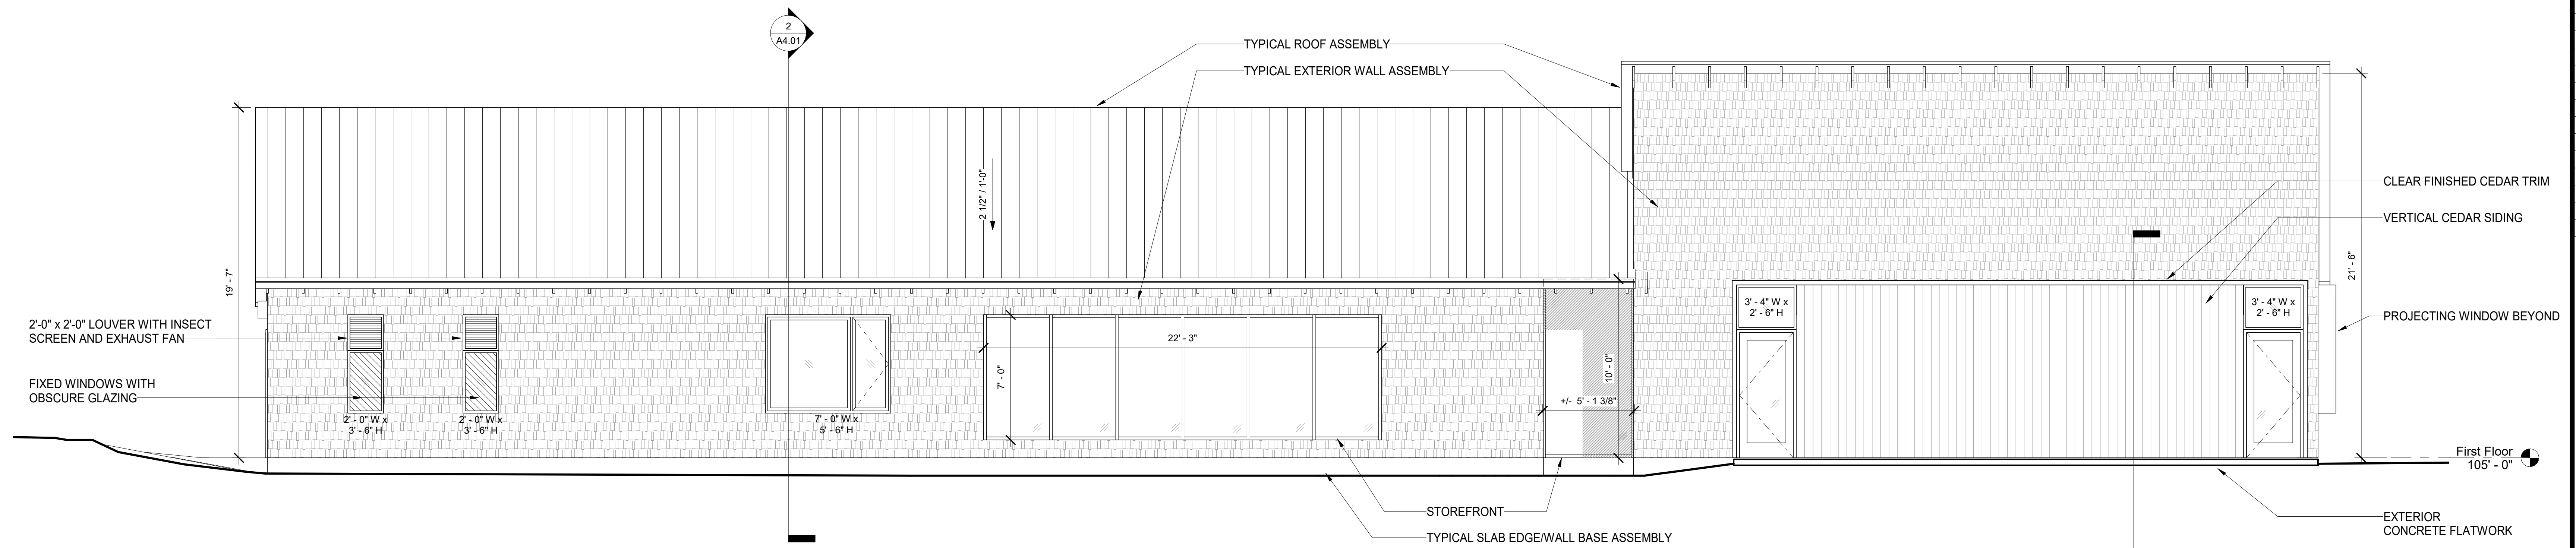 2
A4.01
TYPICAL ROOF ASSEMBLY
TYPICAL EXTERIOR WALL ASSEMBLY
2 1/2" / 1'-0"
19' - 7"
21' - 6"
CLEAR FINISHED CEDAR TRIM
VERTICAL CEDAR SIDING
PROJECTING WINDOW BEYOND
2'-0" x 2'-0" LOUVER WITH INSECT
SCREEN AND EXHAUST FAN
FIXED WINDOWS WITH
OBSCURE GLAZING
2' - 0" W x
3' - 6" H
2' - 0" W x
3' - 6" H
7' - 0" W x
5' - 6" H
22' - 3"
7' - 0"
10' - 0"
+/- 5' - 1 3/8"
3' - 4" W x
2' - 6" H
3' - 4" W x
2' - 6" H
First Floor
105' - 0"
STOREFRONT
TYPICAL SLAB EDGE/WALL BASE ASSEMBLY
EXTERIOR
CONCRETE FLATWORK